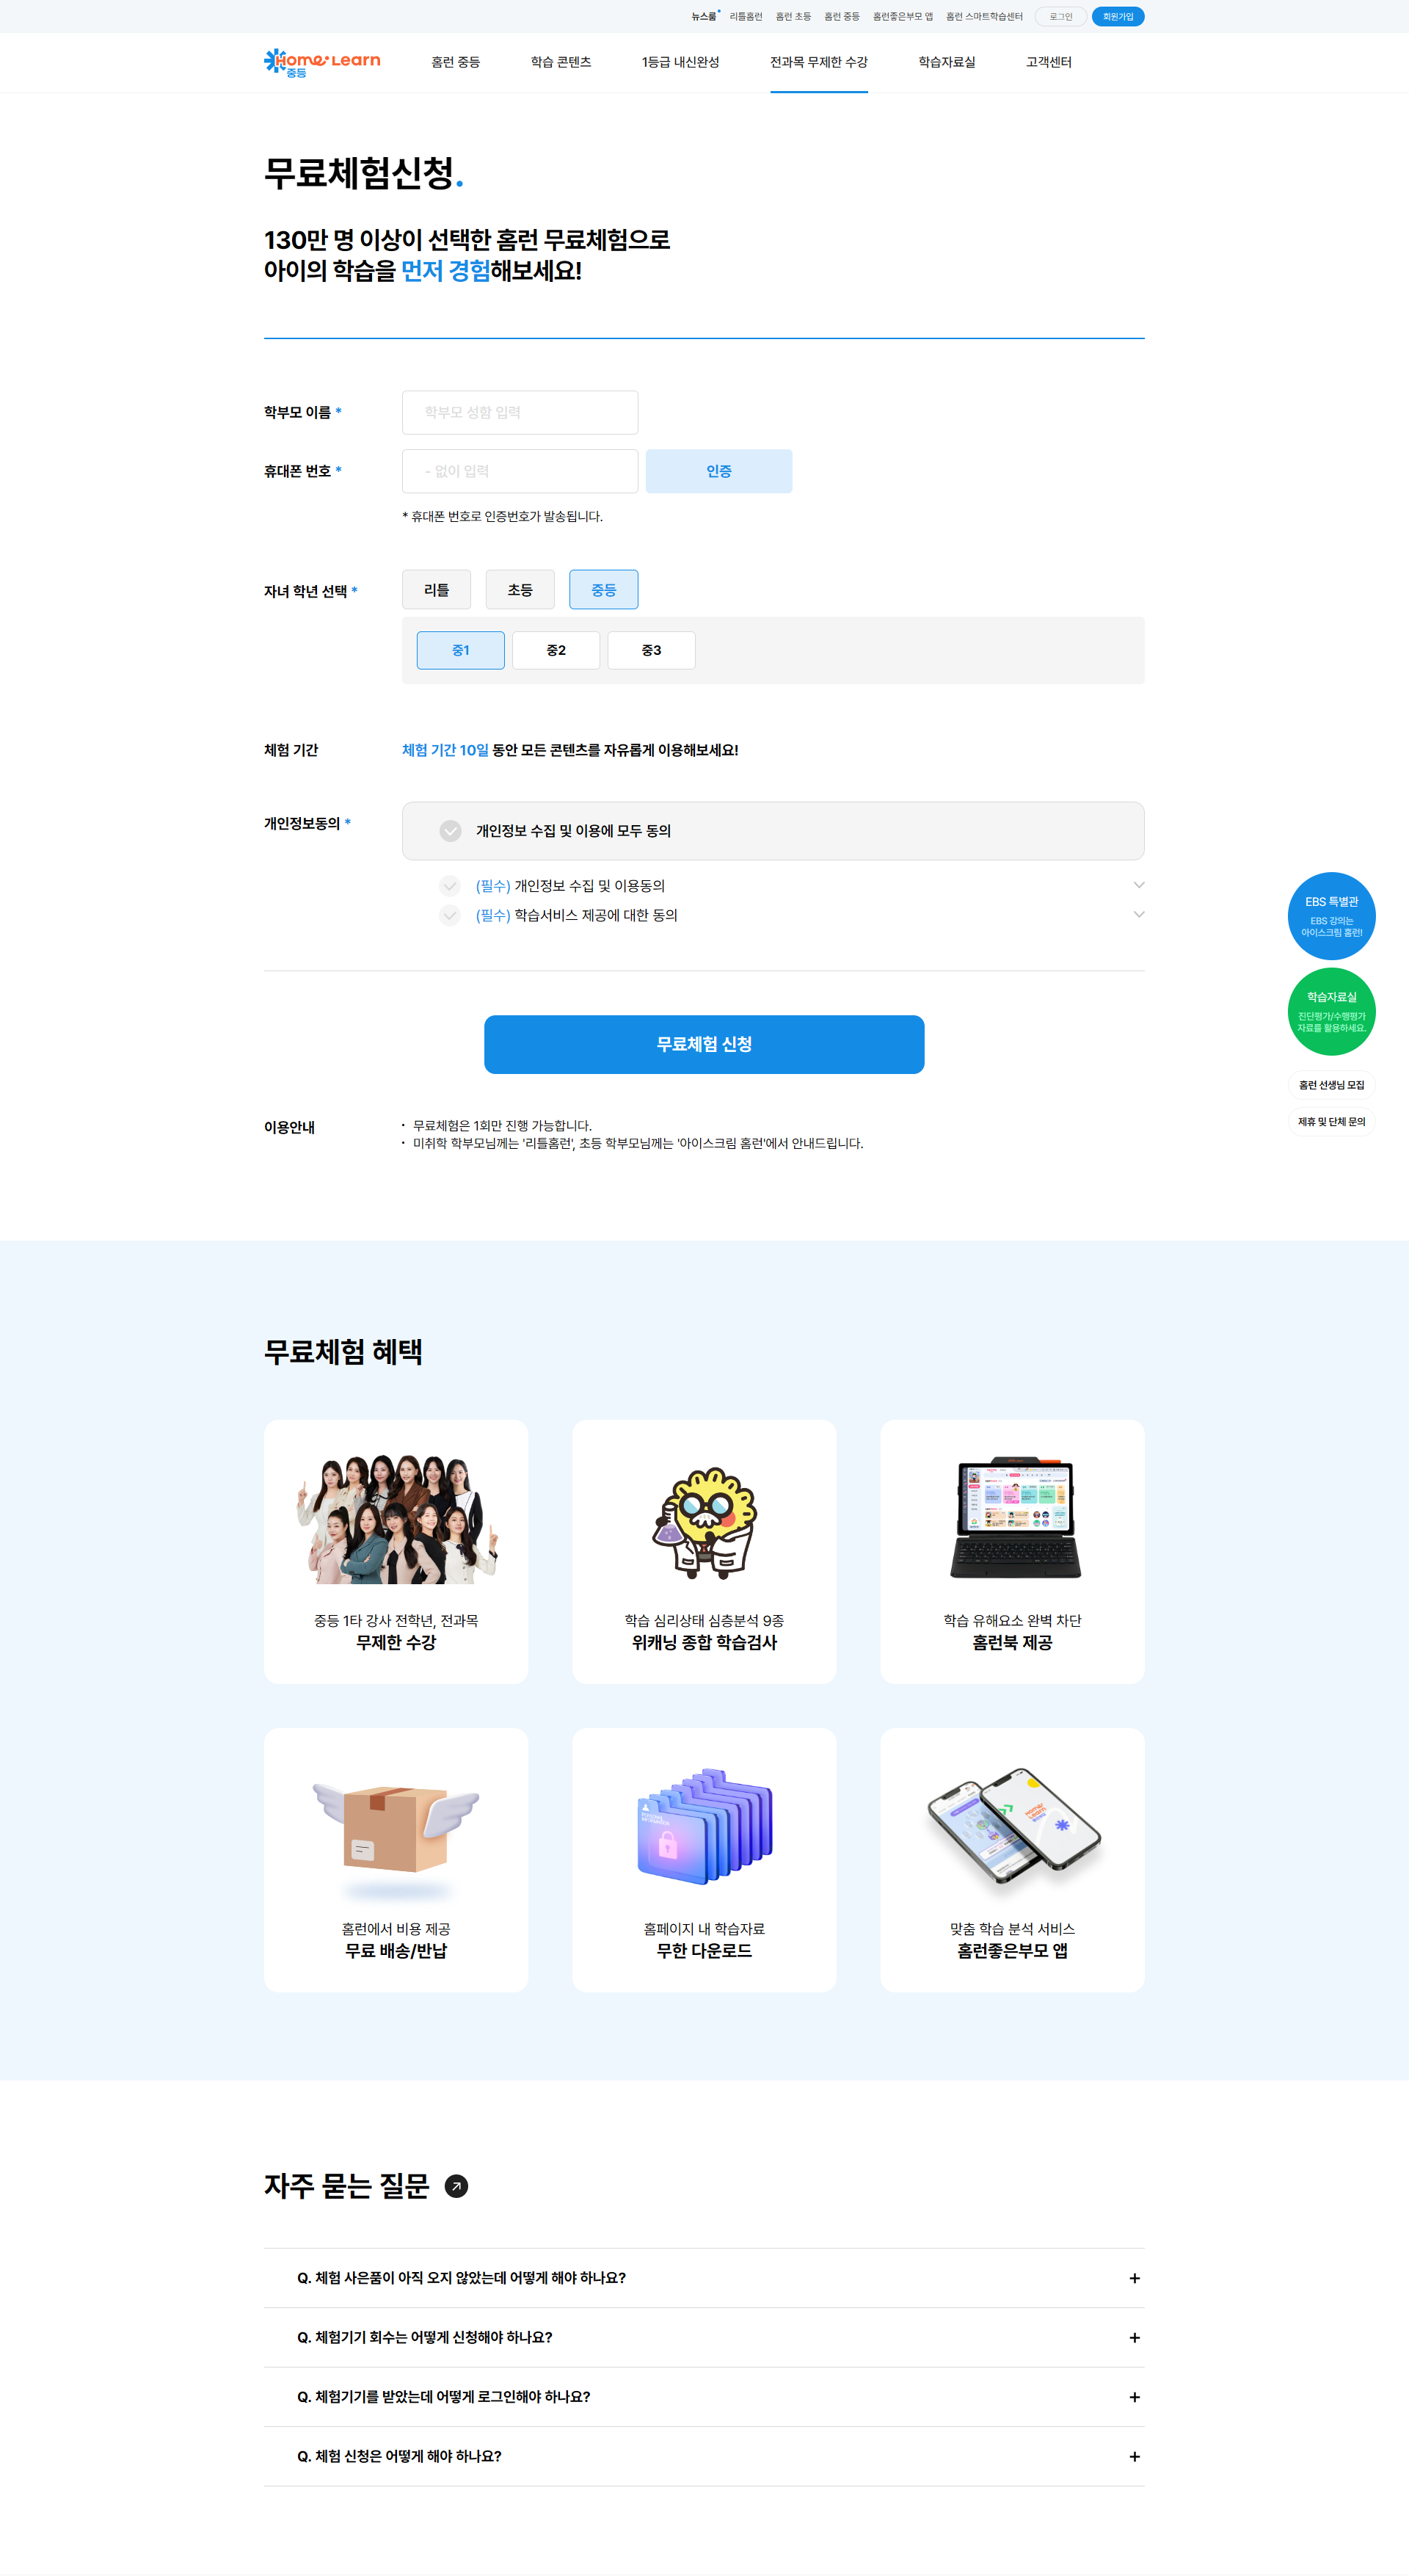 뉴스룸
리틀홈런
홈런 초등
홈런 중등
홈런좋은부모 앱
홈런 스마트학습센터
로그인
회원가입
Home Learn
중등
홈런 중등
학습 콘텐츠
1등급 내신완성
전과목 무제한 수강
학습자료실
고객센터
무료체험신청.
130만 명 이상이 선택한 홈런 무료체험으로
아이의 학습을 먼저 경험해보세요!
학부모 이름 *
학부모 성함 입력
휴대폰 번호 *
- 없이 입력
인증
* 휴대폰 번호로 인증번호가 발송됩니다.
자녀 학년 선택 *
리틀
초등
중등
중1
중2
중3
체험 기간
체험 기간 10일 동안 모든 콘텐츠를 자유롭게 이용해보세요!
개인정보동의 *
개인정보 수집 및 이용에 모두 동의
(필수) 개인정보 수집 및 이용동의
(필수) 학습서비스 제공에 대한 동의
EBS 특별관
EBS 강의는
아이스크림 홈런!
학습자료실
진단평가/수행평가
자료를 활용하세요.
홈런 선생님 모집
제휴 및 단체 문의
무료체험 신청
이용안내
· 무료체험은 1회만 진행 가능합니다.
· 미취학 학부모님께는 '리틀홈런', 초등 학부모님께는 '아이스크림 홈런'에서 안내드립니다.
무료체험 혜택
중등 1타 강사 전학년, 전과목
무제한 수강
학습 심리상태 심층분석 9종
위캐닝 종합 학습검사
학습 유해요소 완벽 차단
홈런북 제공
홈런에서 비용 제공
무료 배송/반납
홈페이지 내 학습자료
무한 다운로드
맞춤 학습 분석 서비스
홈런좋은부모 앱
자주 묻는 질문
Q. 체험 사은품이 아직 오지 않았는데 어떻게 해야 하나요?
Q. 체험기기 회수는 어떻게 신청해야 하나요?
Q. 체험기기를 받았는데 어떻게 로그인해야 하나요?
Q. 체험 신청은 어떻게 해야 하나요?